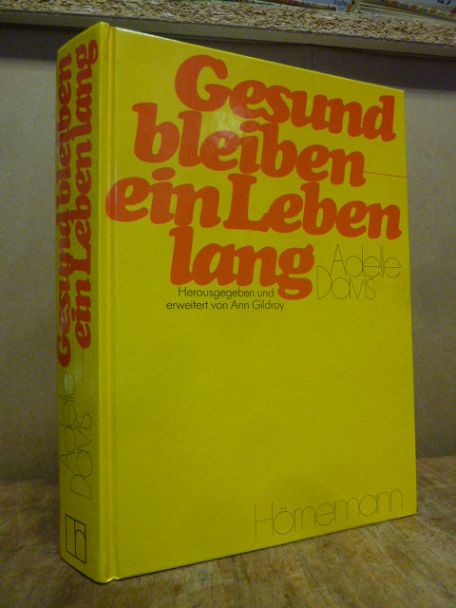 Gesund
bleiben
ein Leben
lang
Adelle
Davis
Herausgegeben und
erweitert von Ann Gildroy
Hörnemann
Gesund bleiben
ein Leben lang
Adelle
Davis
h